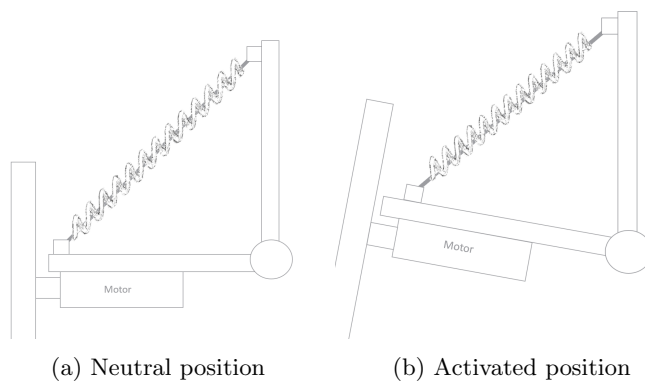 Motor
Motor
(a) Neutral position
(b) Activated position